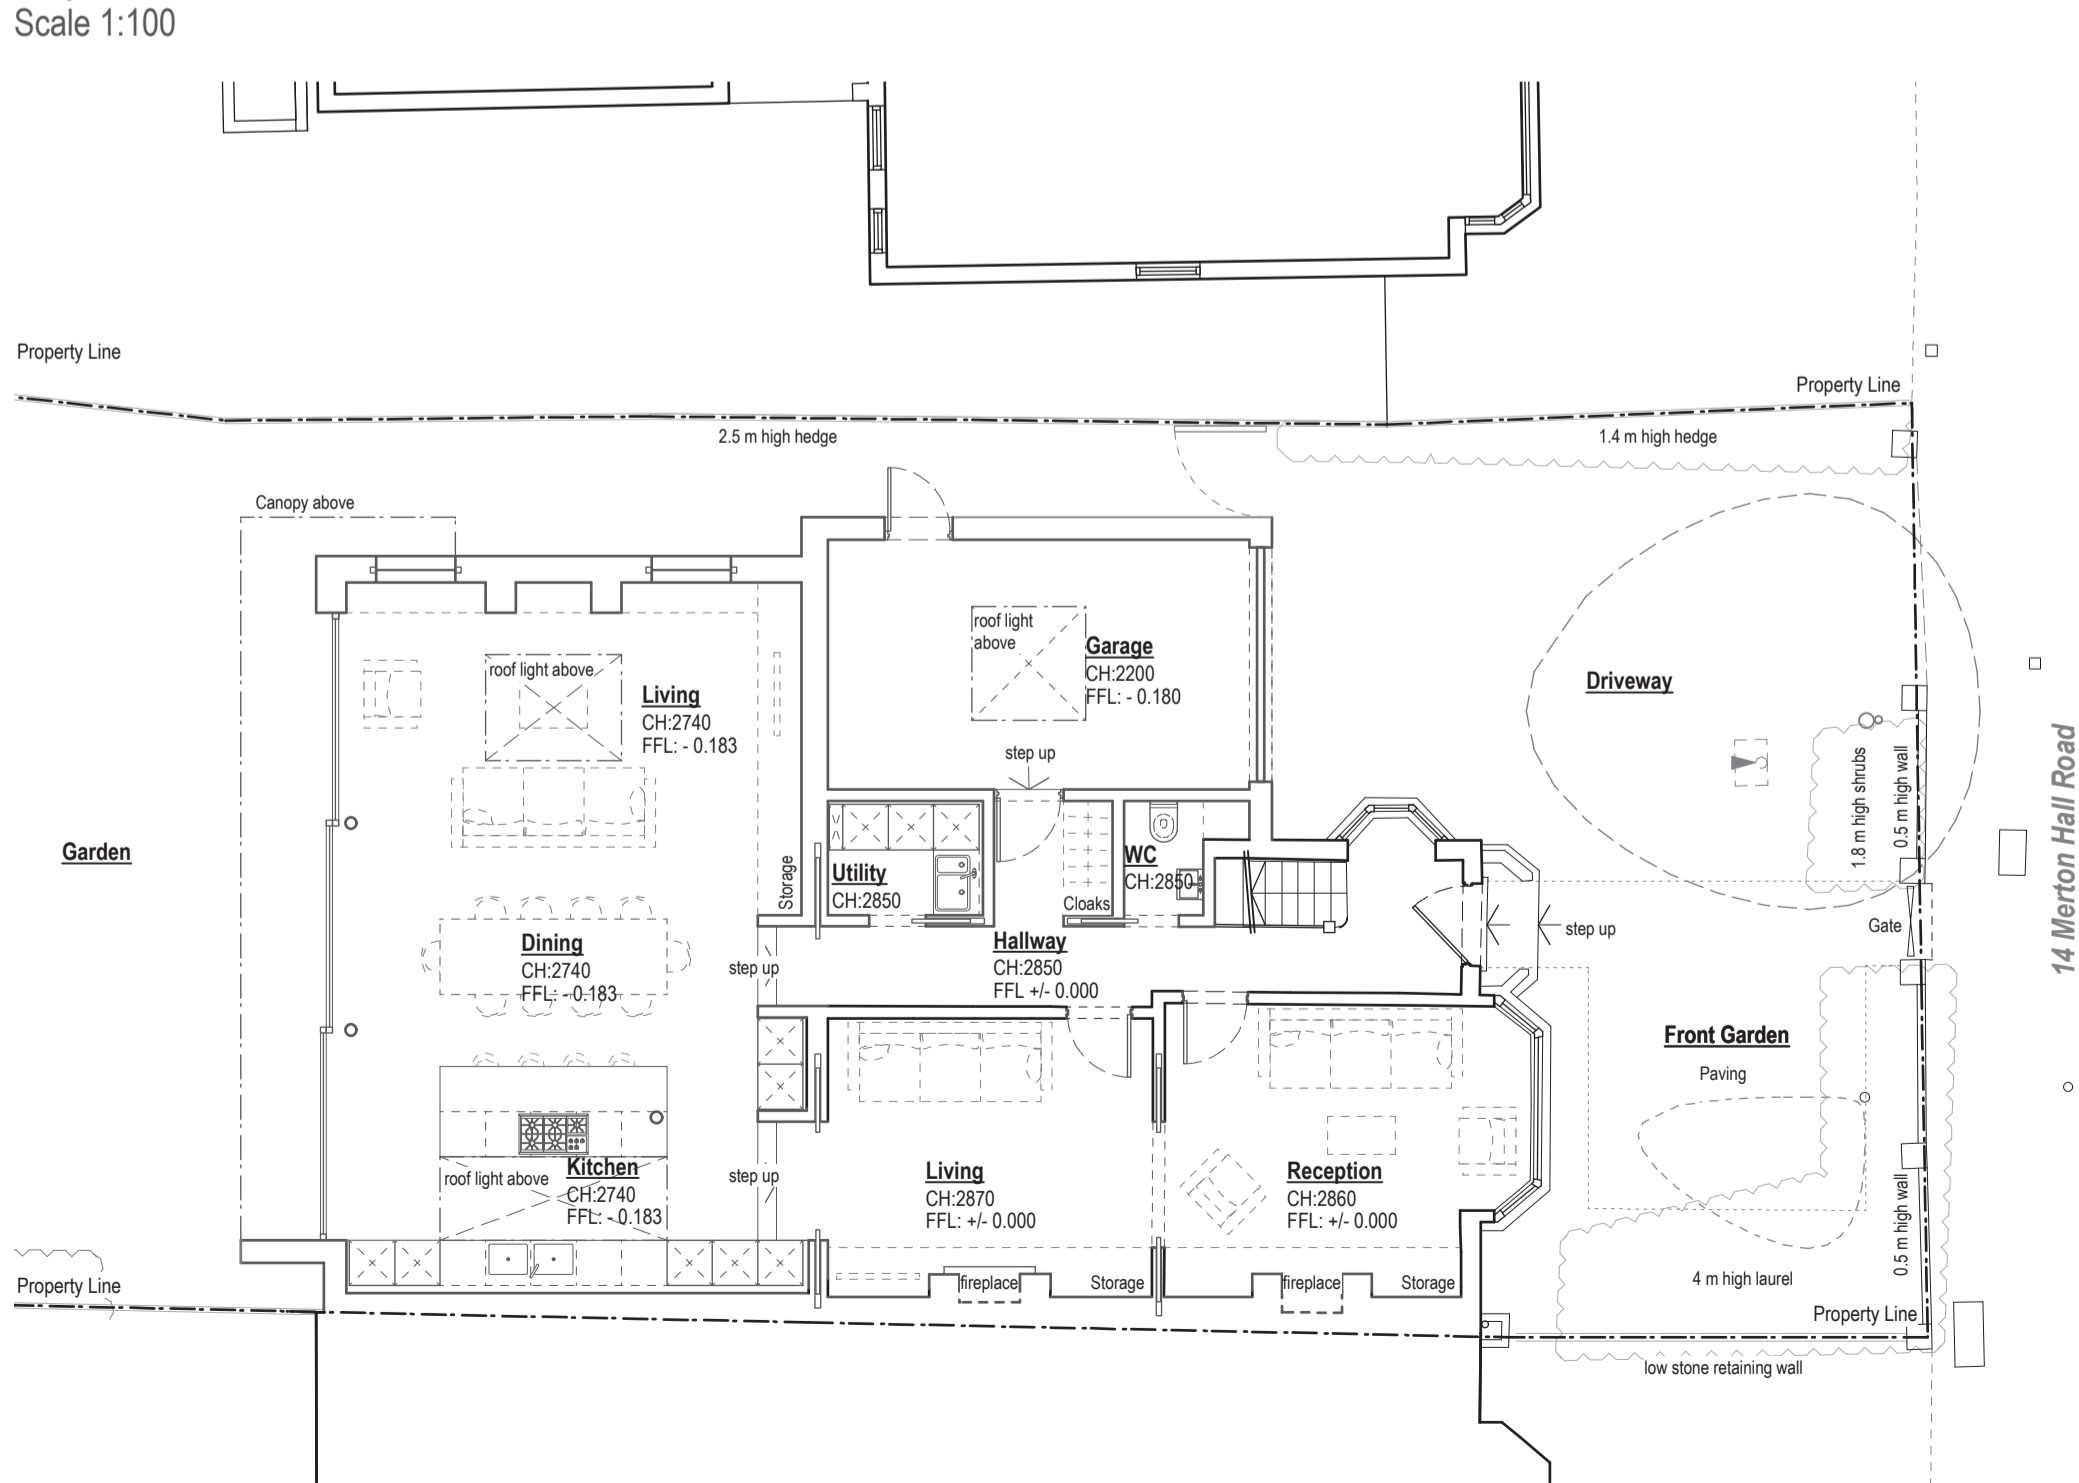 Scale 1:100
Property Line
Property Line
2.5 m high hedge
1.4 m high hedge
Canopy above
roof light
above
Garage
CH:2200
FFL: - 0.180
roof light above
Living
CH:2740
FFL: - 0.183
Driveway
step up
1.8 m high shrubs
0.5 m high wall
14 Merton Hall Road
Garden
Storage
Utility
CH:2850
WC
CH:2850
Cloaks
Dining
CH:2740
FFL: - 0.183
step up
Hallway
CH:2850
FFL +/- 0.000
step up
Gate
Front Garden
Paving
Kitchen
CH:2740
FFL: - 0.183
roof light above
step up
Living
CH:2870
FFL: +/- 0.000
Reception
CH:2860
FFL: +/- 0.000
0.5 m high wall
Property Line
fireplace
Storage
fireplace
Storage
4 m high laurel
Property Line
low stone retaining wall